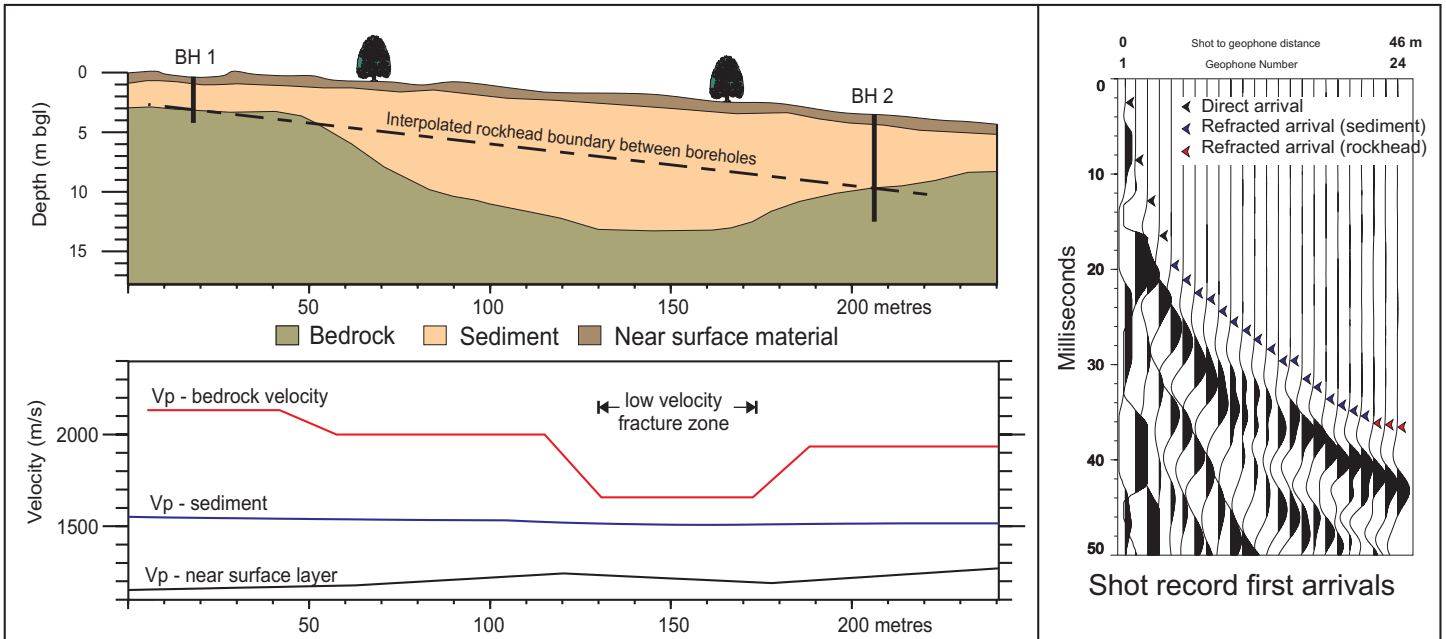 BH 1
BH 2
Interpolated rockhead boundary between boreholes
Depth (m bgl)
0
5
10
15
50
100
150
200 metres
Bedrock
Sediment
Near surface material
Velocity (m/s)
2000
1500
Vp - bedrock velocity
low velocity
fracture zone
Vp - sediment
Vp - near surface layer
50
100
150
200 metres
0 Shot to geophone distance 46 m
1 Geophone Number 24
Milliseconds
0
10
20
30
40
50
Direct arrival
Refracted arrival (sediment)
Refracted arrival (rockhead)
Shot record first arrivals